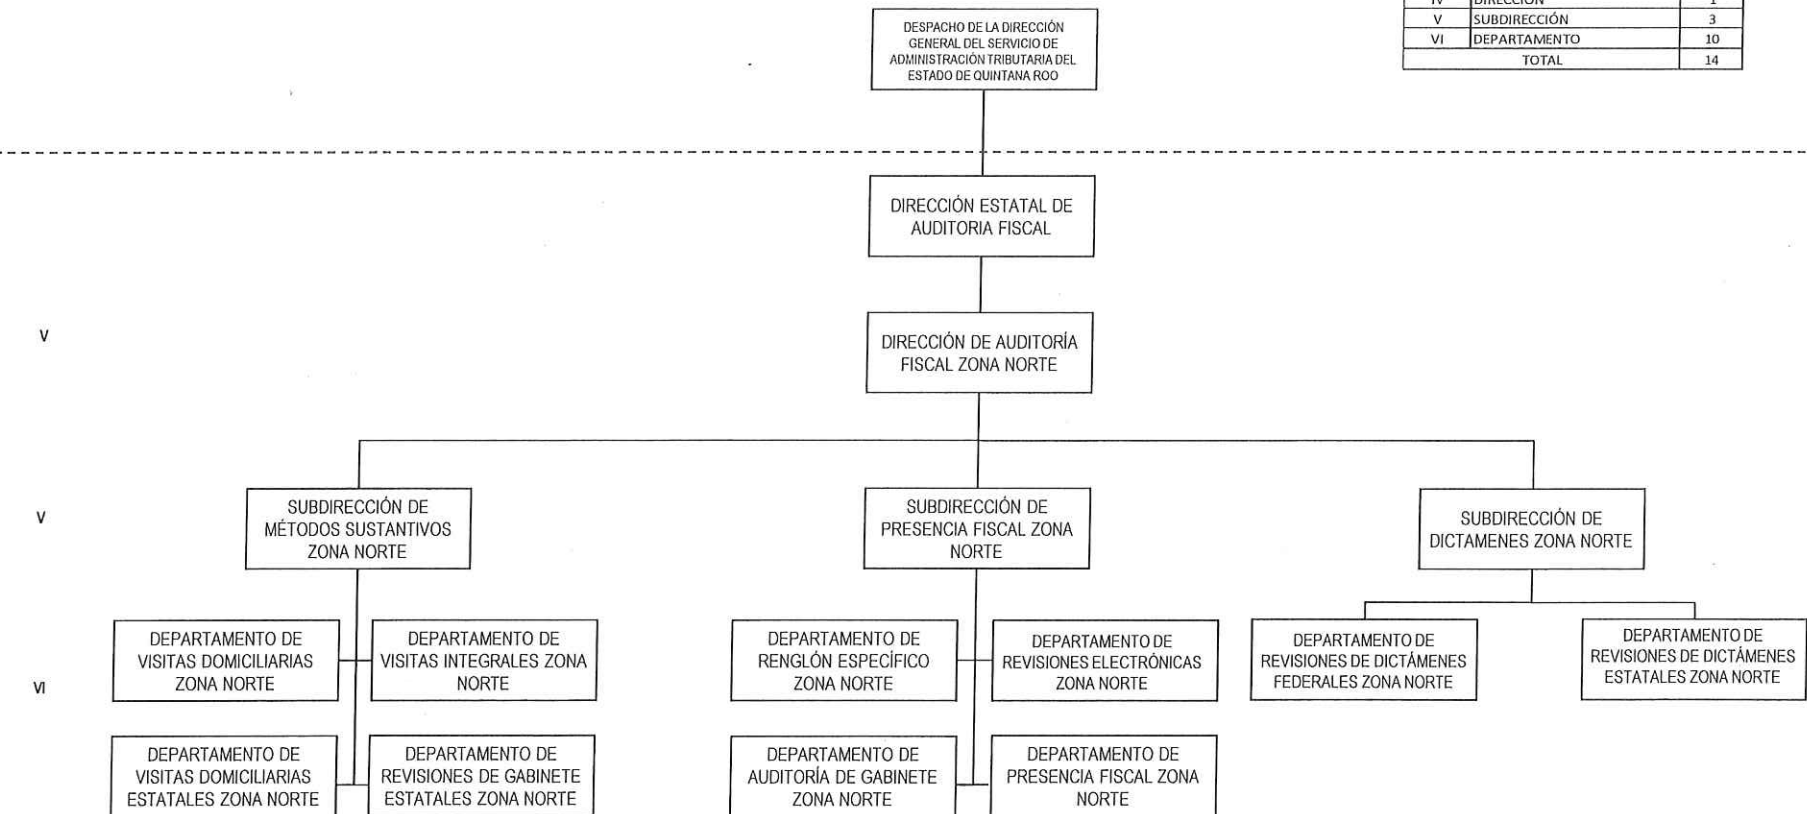 IV DIRECCIÓN 1
V SUBDIRECCIÓN 3
VI DEPARTAMENTO 10
TOTAL 14
DESPACHO DE LA DIRECCIÓN
GENERAL DEL SERVICIO DE
ADMINISTRACIÓN TRIBUTARIA DEL
ESTADO DE QUINTANA ROO
DIRECCIÓN ESTATAL DE
AUDITORIA FISCAL
V
DIRECCIÓN DE AUDITORÍA
FISCAL ZONA NORTE
V
SUBDIRECCIÓN DE
MÉTODOS SUSTANTIVOS
ZONA NORTE
SUBDIRECCIÓN DE
PRESENCIA FISCAL ZONA
NORTE
SUBDIRECCIÓN DE
DICTAMENES ZONA NORTE
VI
DEPARTAMENTO DE
VISITAS DOMICILIARIAS
ZONA NORTE
DEPARTAMENTO DE
VISITAS INTEGRALES ZONA
NORTE
DEPARTAMENTO DE
RENGLÓN ESPECÍFICO
ZONA NORTE
DEPARTAMENTO DE
REVISIONES ELECTRÓNICAS
ZONA NORTE
DEPARTAMENTO DE
REVISIONES DE DICTÁMENES
FEDERALES ZONA NORTE
DEPARTAMENTO DE
REVISIONES DE DICTÁMENES
ESTATALES ZONA NORTE
DEPARTAMENTO DE
VISITAS DOMICILIARIAS
ESTATALES ZONA NORTE
DEPARTAMENTO DE
REVISIONES DE GABINETE
ESTATALES ZONA NORTE
DEPARTAMENTO DE
AUDITORÍA DE GABINETE
ZONA NORTE
DEPARTAMENTO DE
PRESENCIA FISCAL ZONA
NORTE